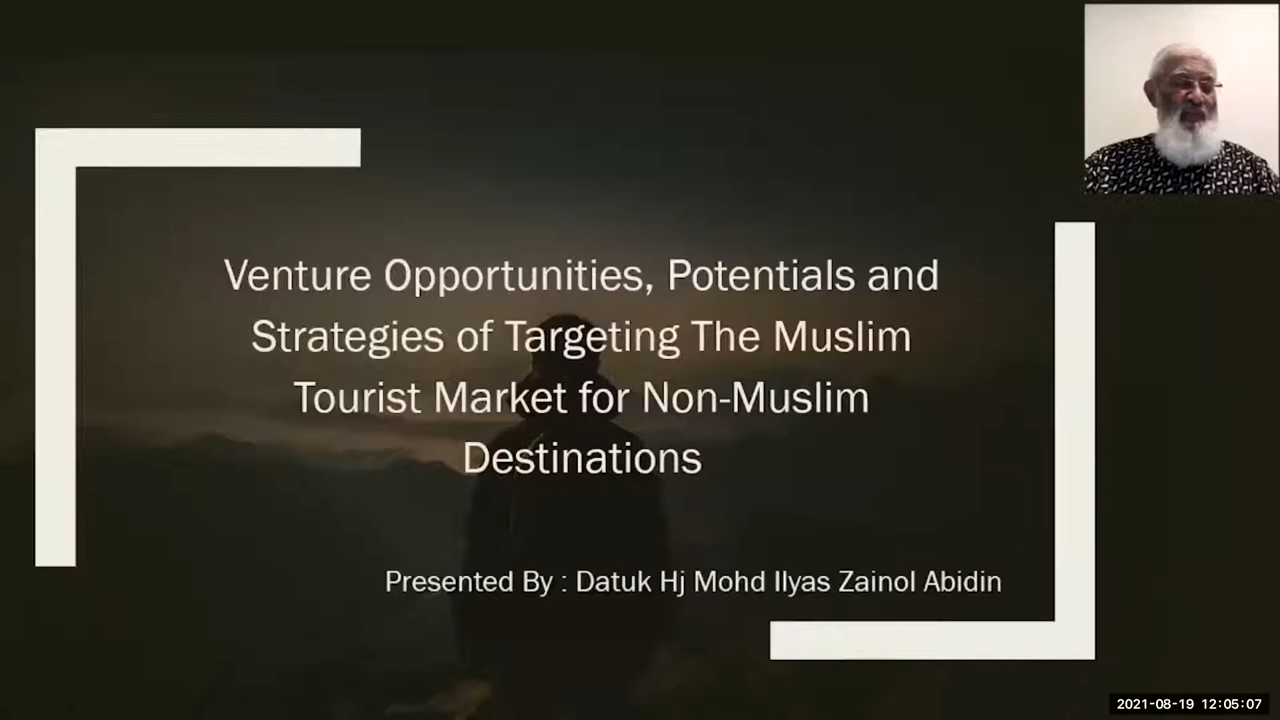 Venture Opportunities, Potentials and
Strategies of Targeting The Muslim
Tourist Market for Non-Muslim
Destinations
Presented By : Datuk Hj Mohd Ilyas Zainol Abidin
2021-08-19 12:05:07